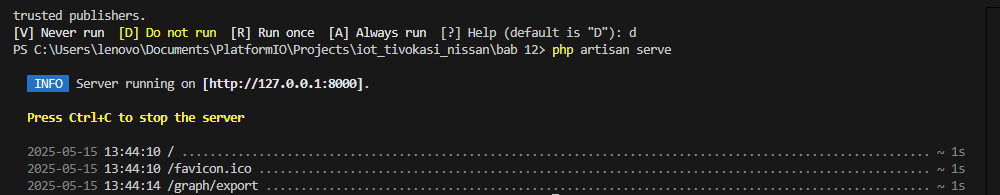 trusted publishers.
[V] Never run  [D] Do not run  [R] Run once  [A] Always run  [?] Help (default is "D"): d
PS C:\Users\lenovo\Documents\PlatformIO\Projects\iot_tivokasi_nissan\bab 12> php artisan serve
INFO  Server running on [http://127.0.0.1:8000].
Press Ctrl+C to stop the server
2025-05-15 13:44:10 / ........................................................................................................ ~ 1s
2025-05-15 13:44:10 /favicon.ico ............................................................................................. ~ 1s
2025-05-15 13:44:14 /graph/export ............................................................................................ ~ 1s